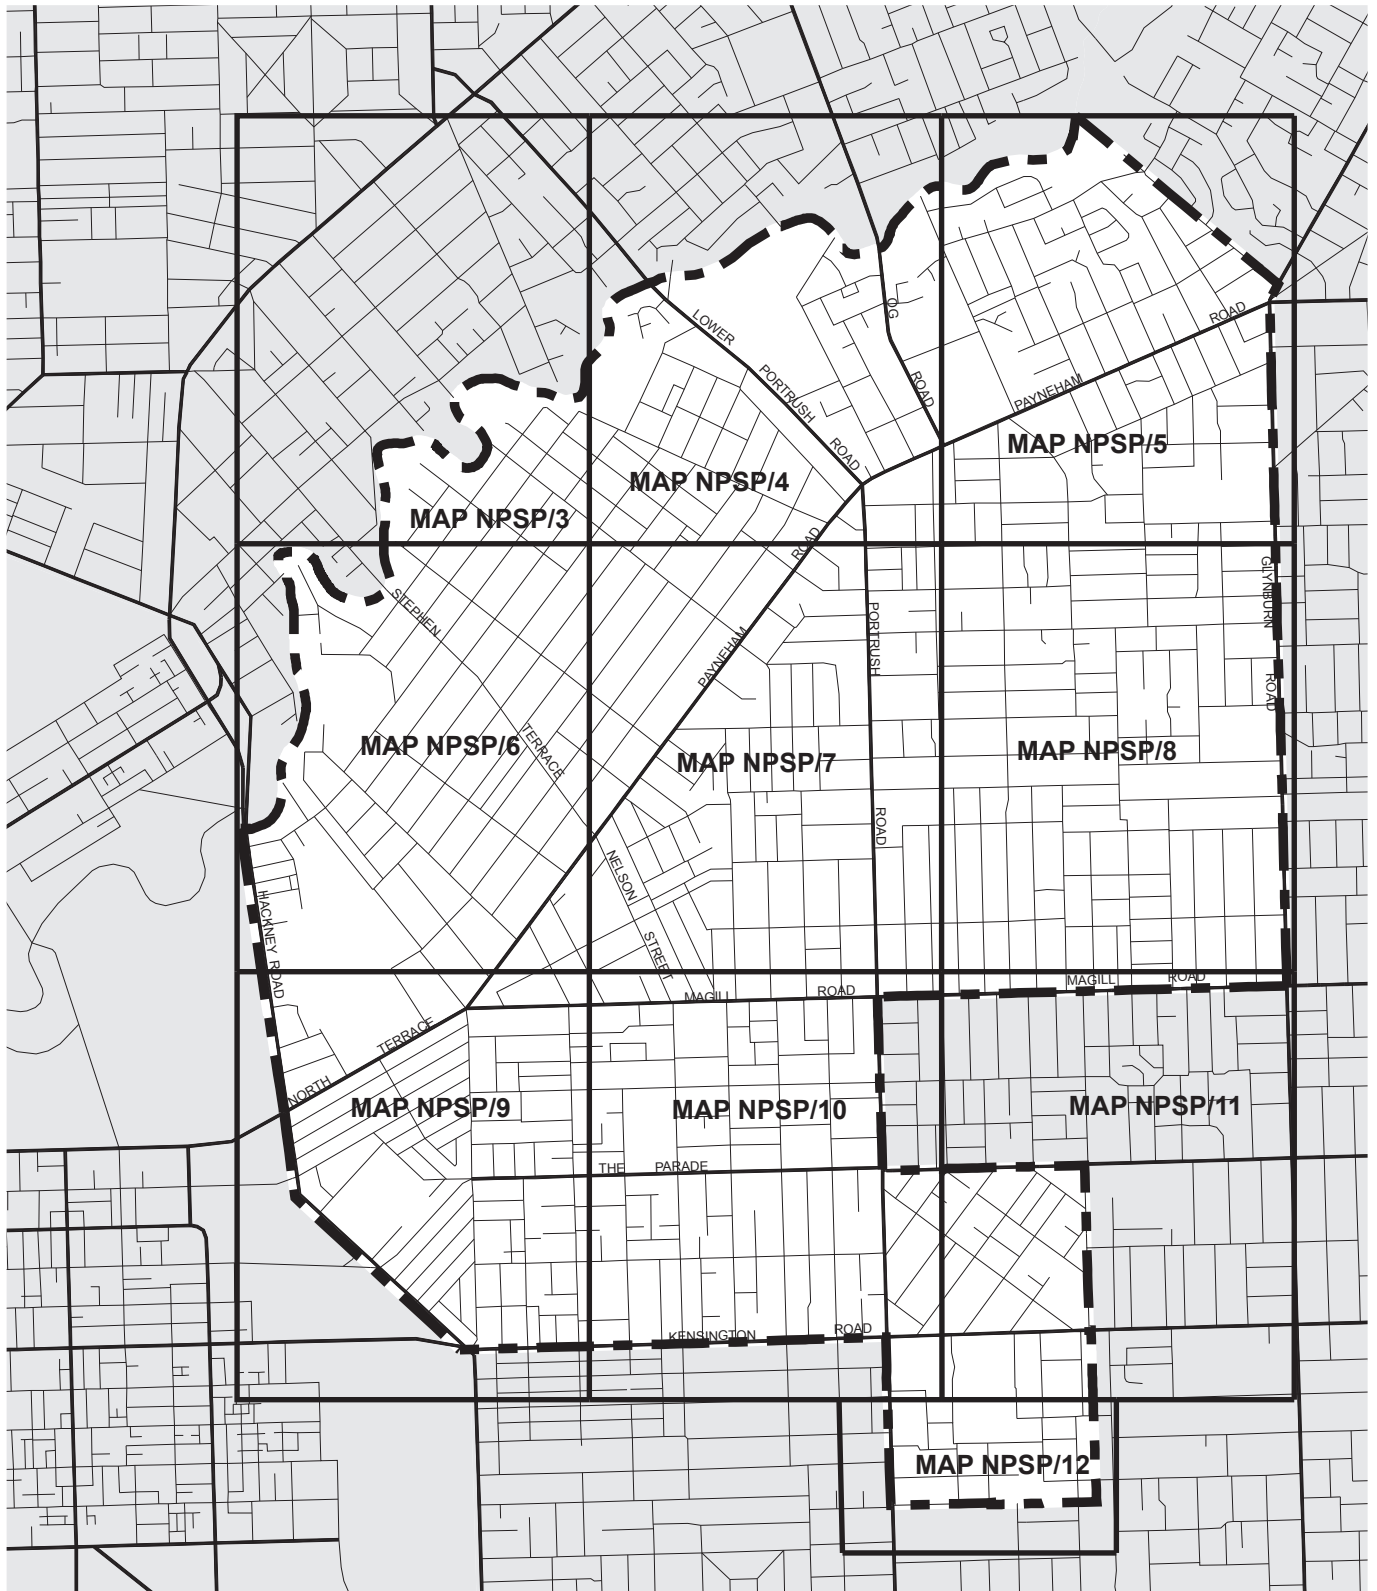 LOWER
PORTRUSH
ROAD
OG
ROAD
PAYNEHAM
ROAD
MAP NPSP/5
MAP NPSP/4
MAP NPSP/3
ROAD
PAYNEHAM
STEPHEN
TERRACE
PORTRUSH
ROAD
GLYNBURN
ROAD
MAP NPSP/6
MAP NPSP/7
MAP NPSP/8
NELSON
STREET
HACKNEY ROAD
MAGILL
ROAD
MAGILL
ROAD
NORTH
TERRACE
MAP NPSP/9
MAP NPSP/10
MAP NPSP/11
THE PARADE
KENSINGTON
ROAD
MAP NPSP/12